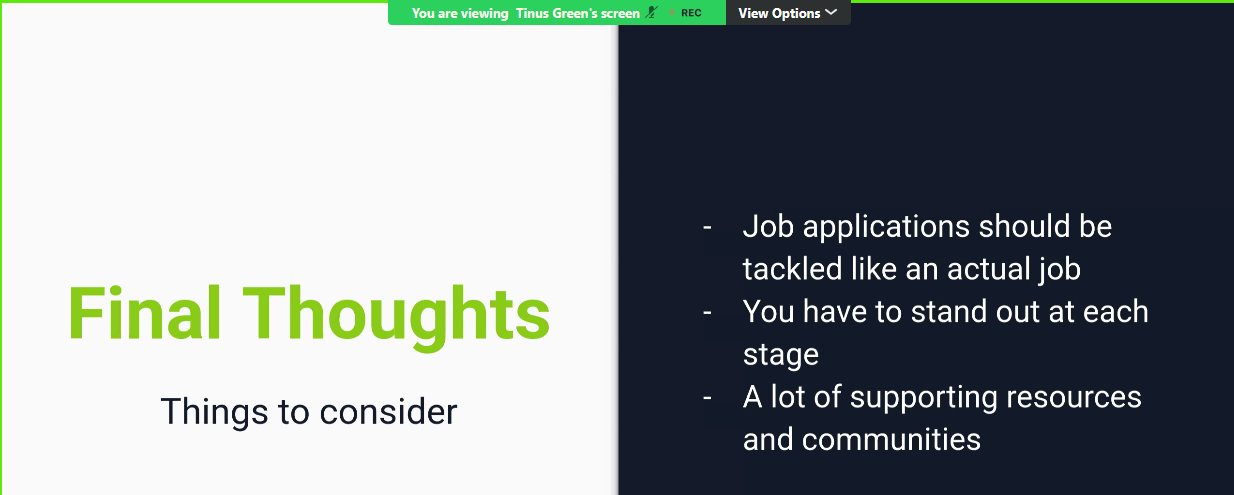 You are viewing Tinus Green's screen REC View Options
Final Thoughts
Things to consider
- Job applications should be
tackled like an actual job
- You have to stand out at each
stage
- A lot of supporting resources
and communities